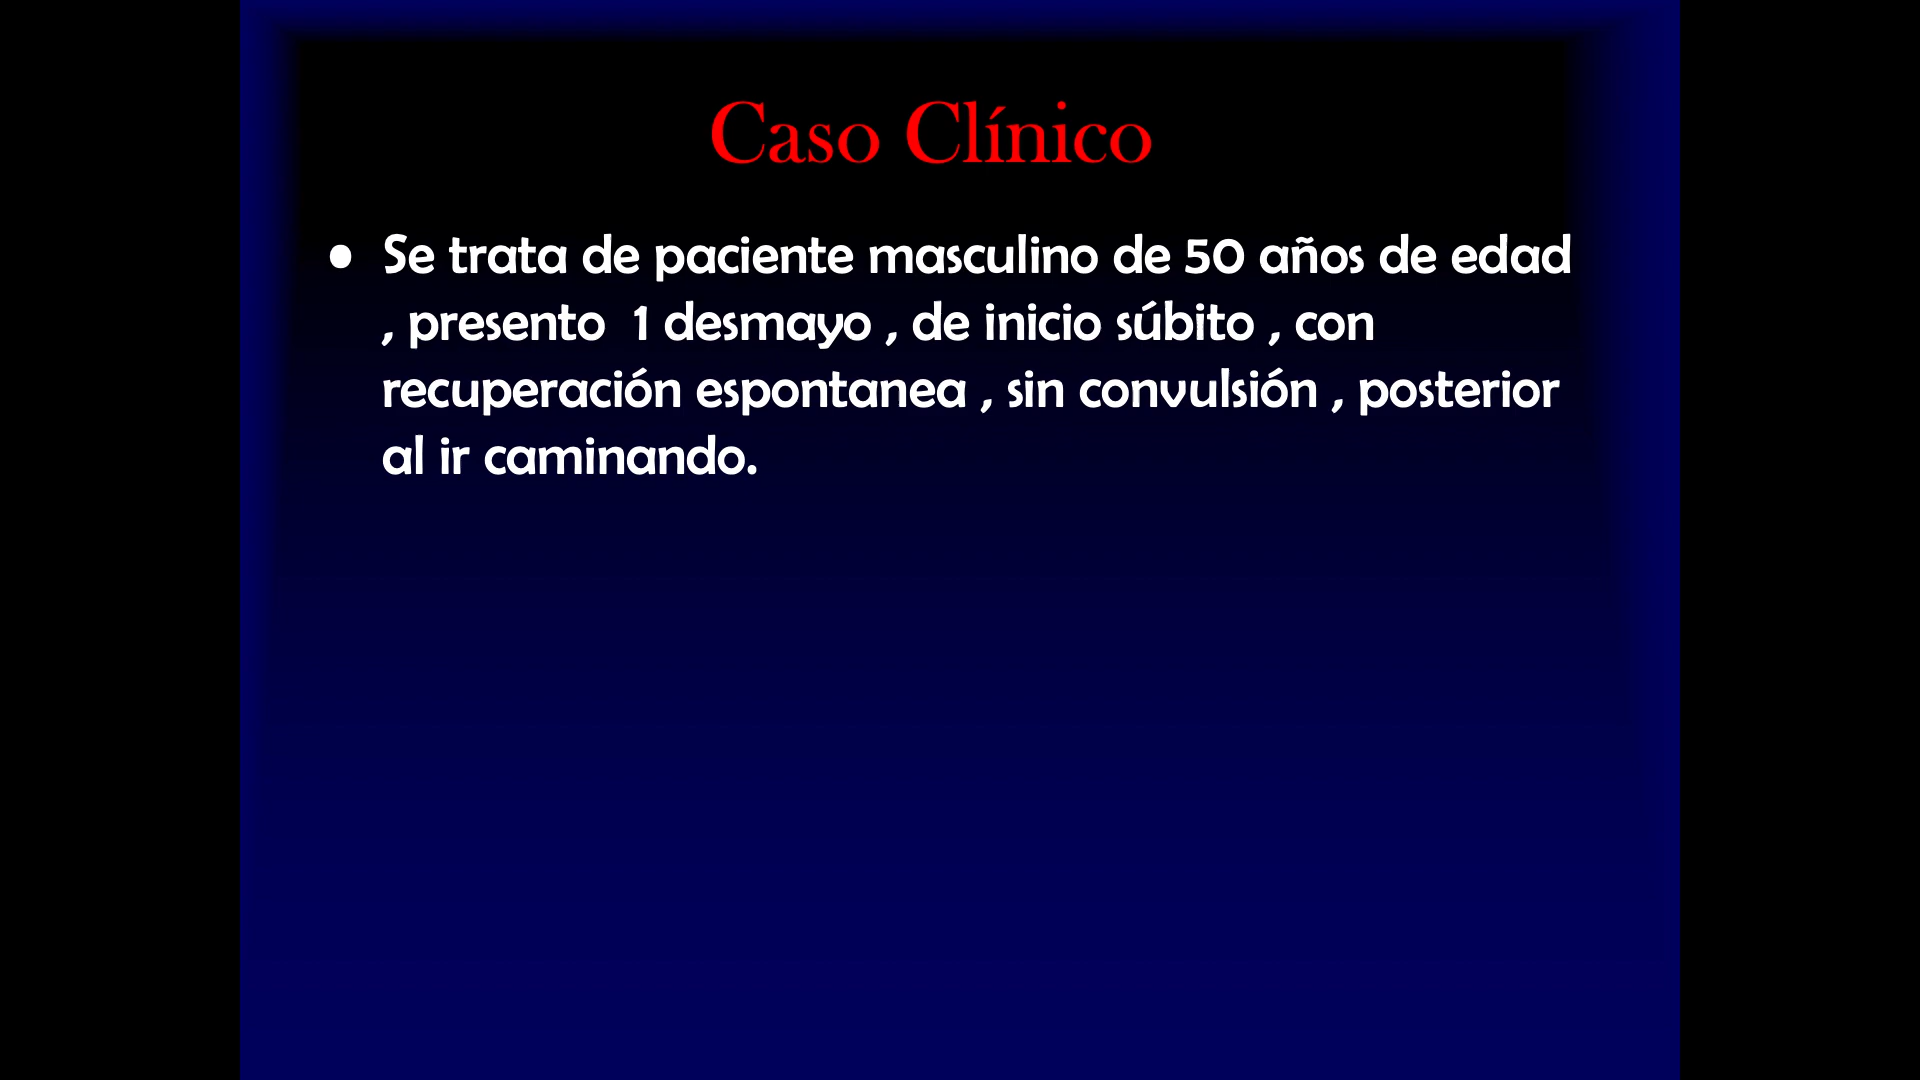 Caso Clínico
• Se trata de paciente masculino de 50 años de edad
, presento  1 desmayo , de inicio súbito , con
recuperación espontanea , sin convulsión , posterior
al ir caminando.